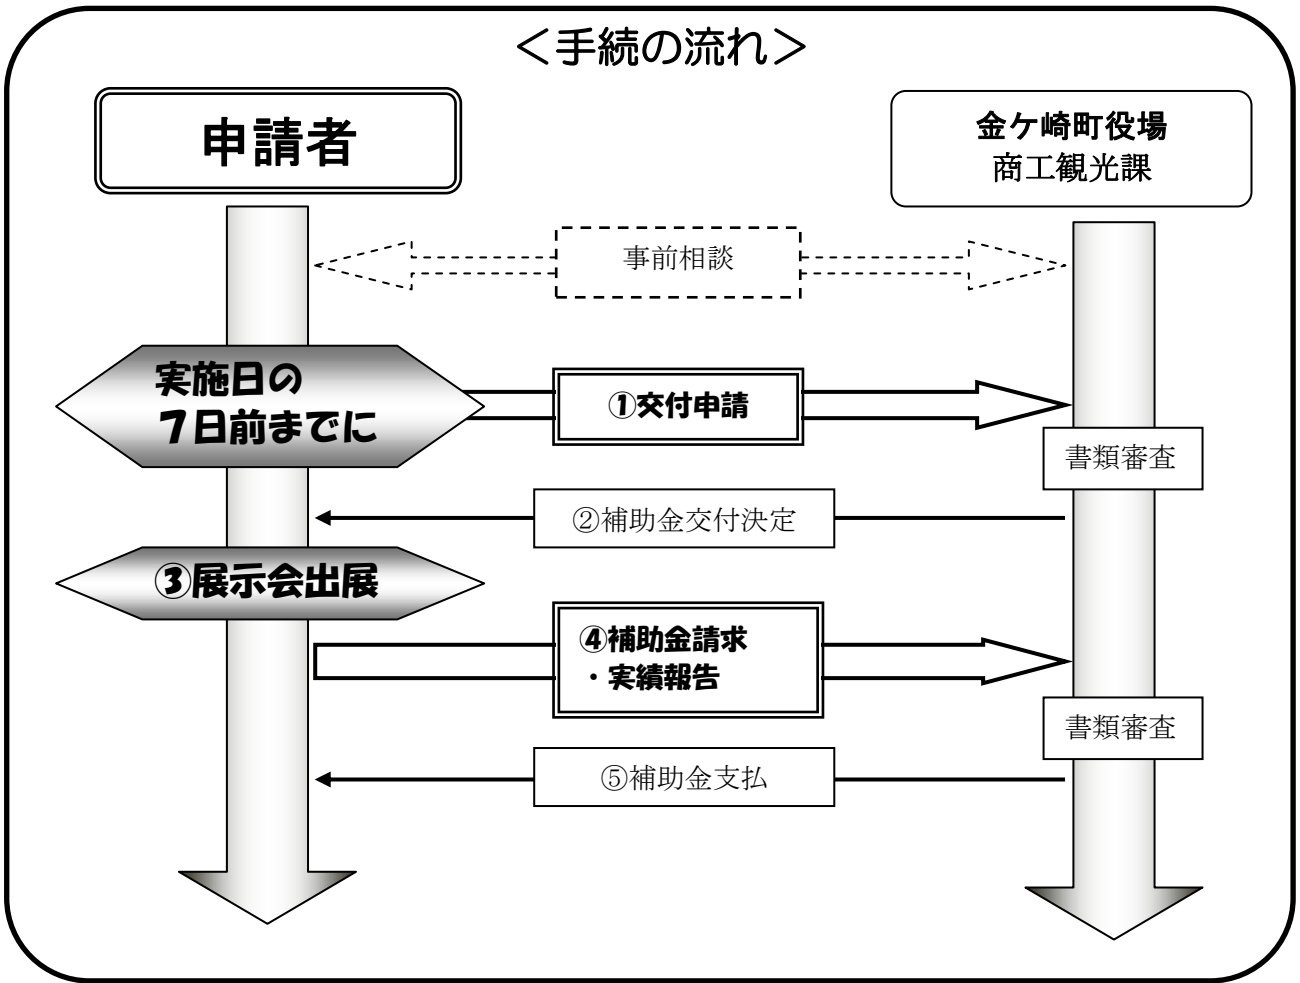 ＜手続の流れ＞
申請者
金ケ崎町役場
商工観光課
事前相談
実施日の
７日前までに
①交付申請
書類審査
②補助金交付決定
③展示会出展
④補助金請求
・実績報告
書類審査
⑤補助金支払